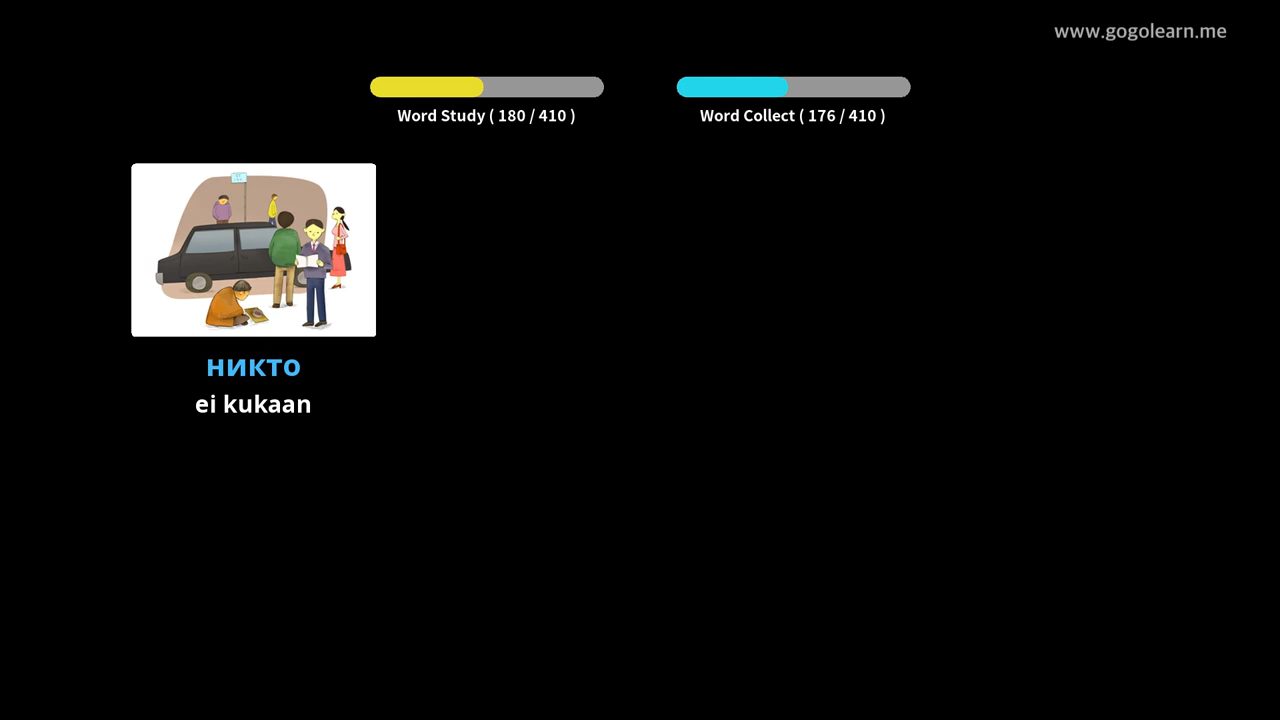 www.gogolearn.me
Word Study ( 180 / 410 )
Word Collect ( 176 / 410 )
никто
ei kukaan